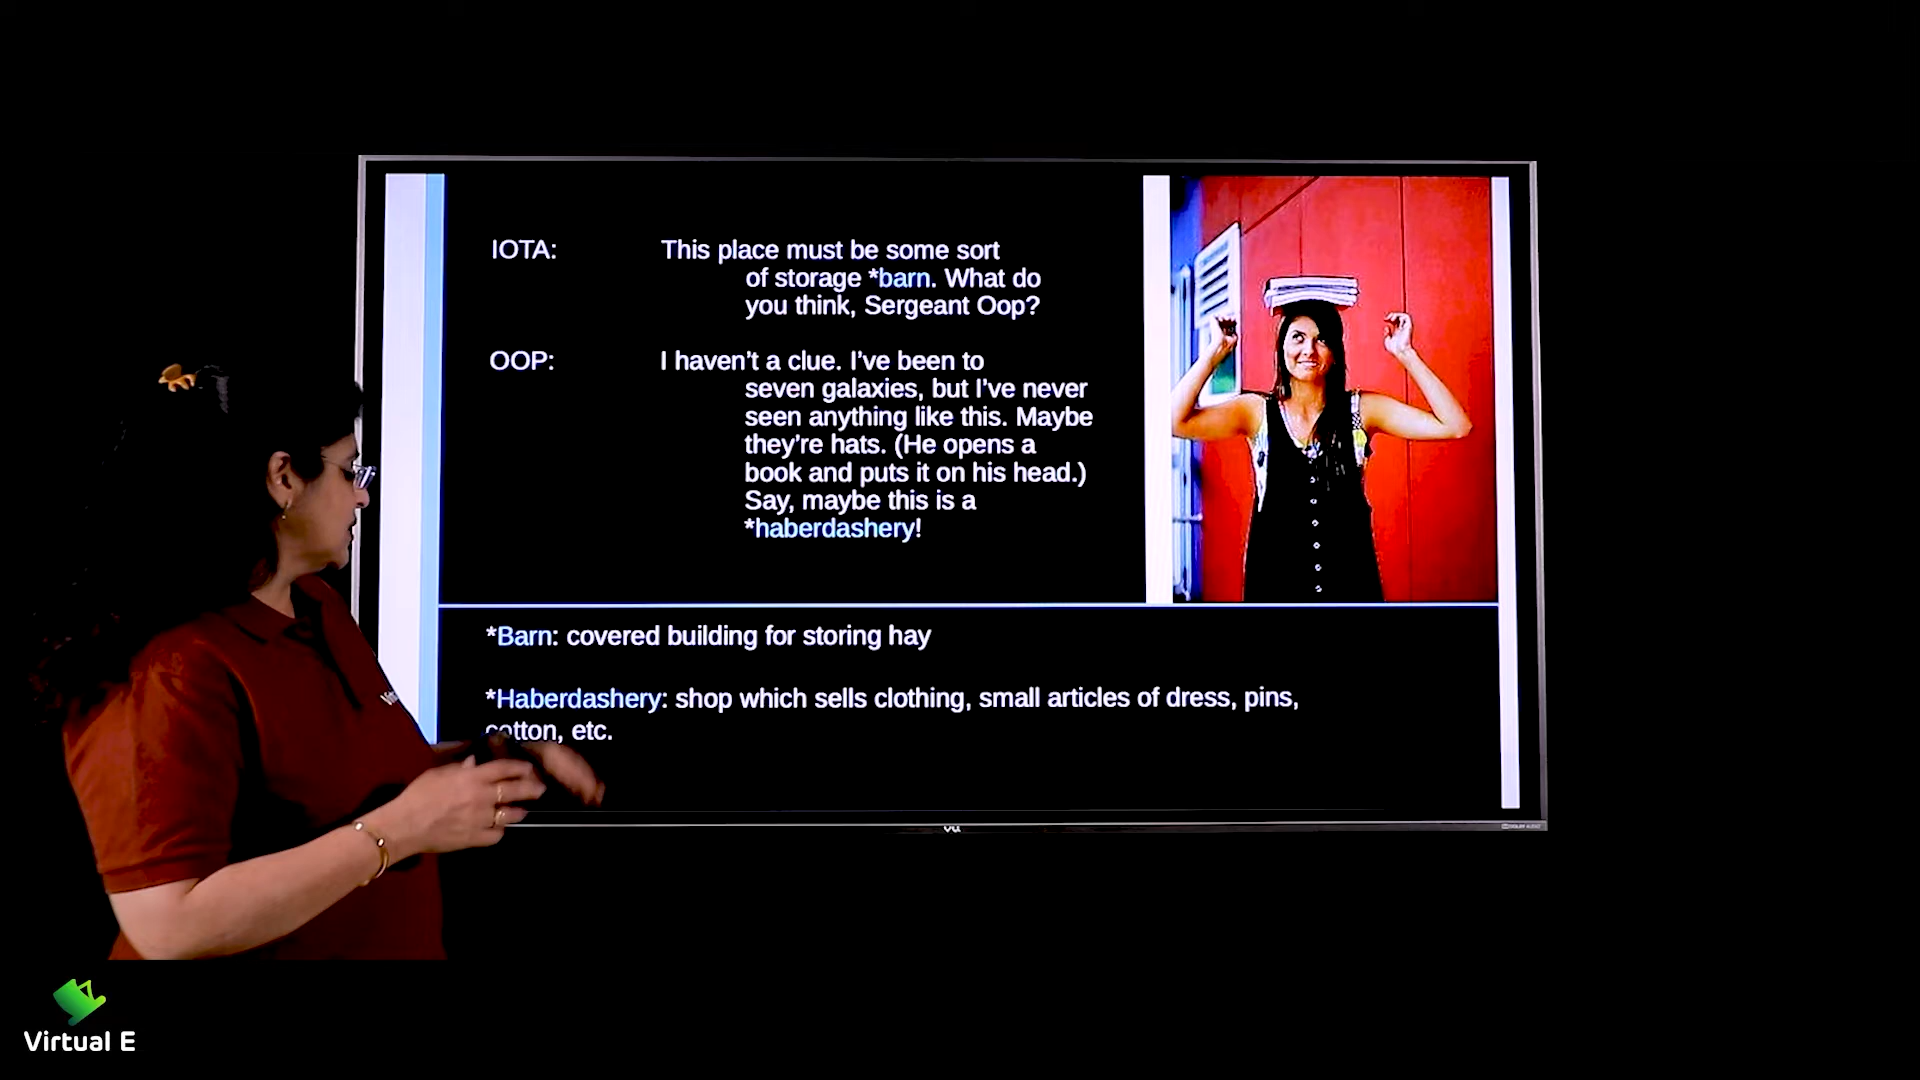 IOTA: This place must be some sort
of storage *barn. What do
you think, Sergeant Oop?
OOP: I haven't a clue. I've been to
seven galaxies, but I've never
seen anything like this. Maybe
they're hats. (He opens a
book and puts it on his head.)
Say, maybe this is a
*haberdashery!
*Barn: covered building for storing hay
*Haberdashery: shop which sells clothing, small articles of dress, pins,
cotton, etc.
Virtual E